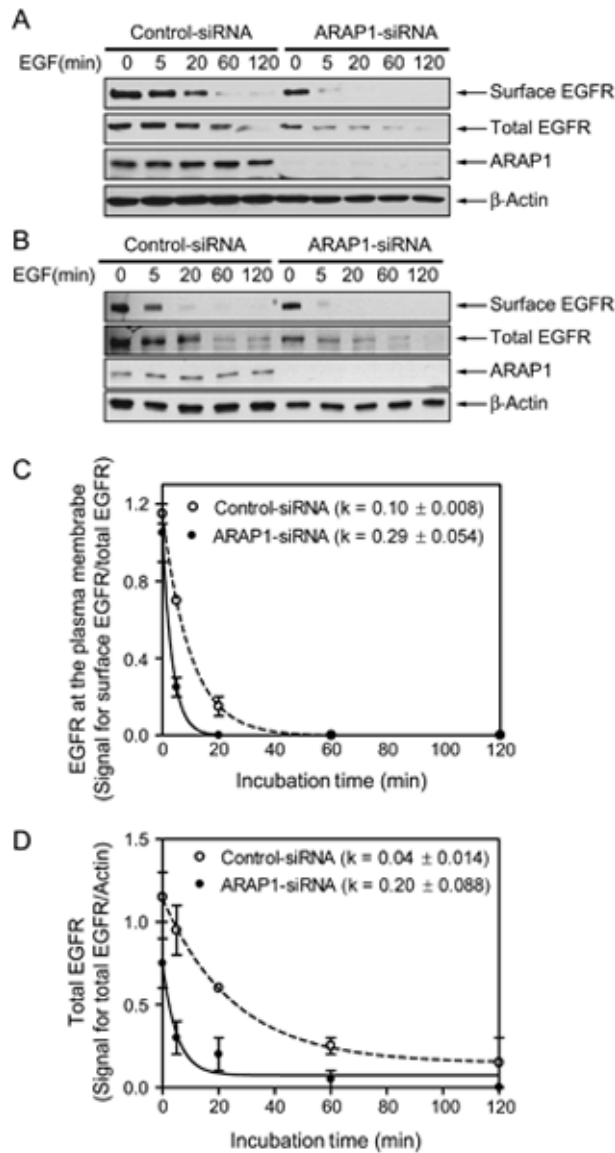 A
Control-siRNA ARAP1-siRNA
EGF(min) 0 5 20 60 120 0 5 20 60 120
Surface EGFR
Total EGFR
ARAP1
β-Actin
B
Control-siRNA ARAP1-siRNA
EGF(min) 0 5 20 60 120 0 5 20 60 120
Surface EGFR
Total EGFR
ARAP1
β-Actin
C
EGFR at the plasma membrabe
(Signal for surface EGFR/total EGFR)
1.2
0.8
0.4
0.0
Control-siRNA (k = 0.10 ± 0.008)
ARAP1-siRNA (k = 0.29 ± 0.054)
0 20 40 60 80 100 120
Incubation time (min)
D
Total EGFR
(Signal for total EGFR/Actin)
1.5
1.0
0.5
0.0
Control-siRNA (k = 0.04 ± 0.014)
ARAP1-siRNA (k = 0.20 ± 0.088)
0 20 40 60 80 100 120
Incubation time (min)